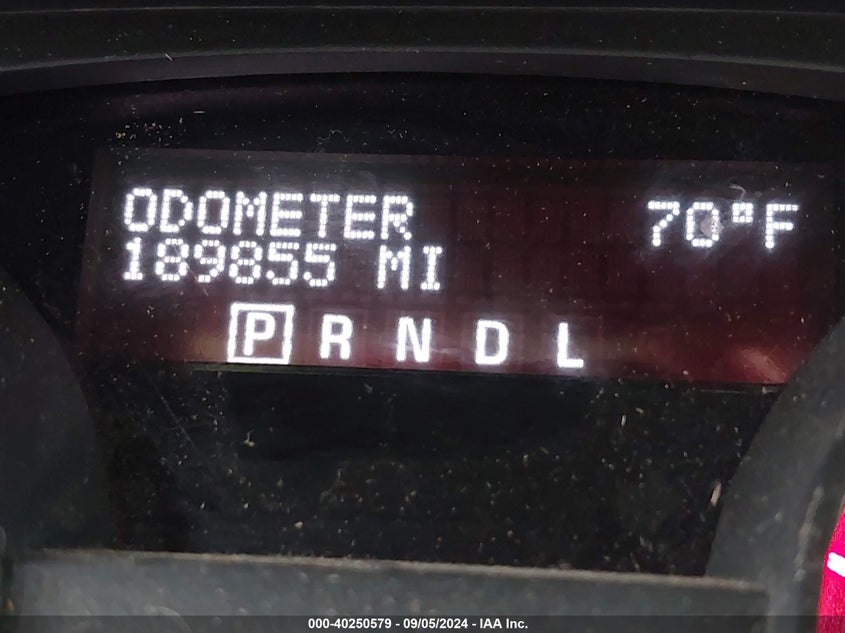 ODOMETER 70°F
189855 MI
P R N D L
000-40250579 - 09/05/2024 - IAA Inc.